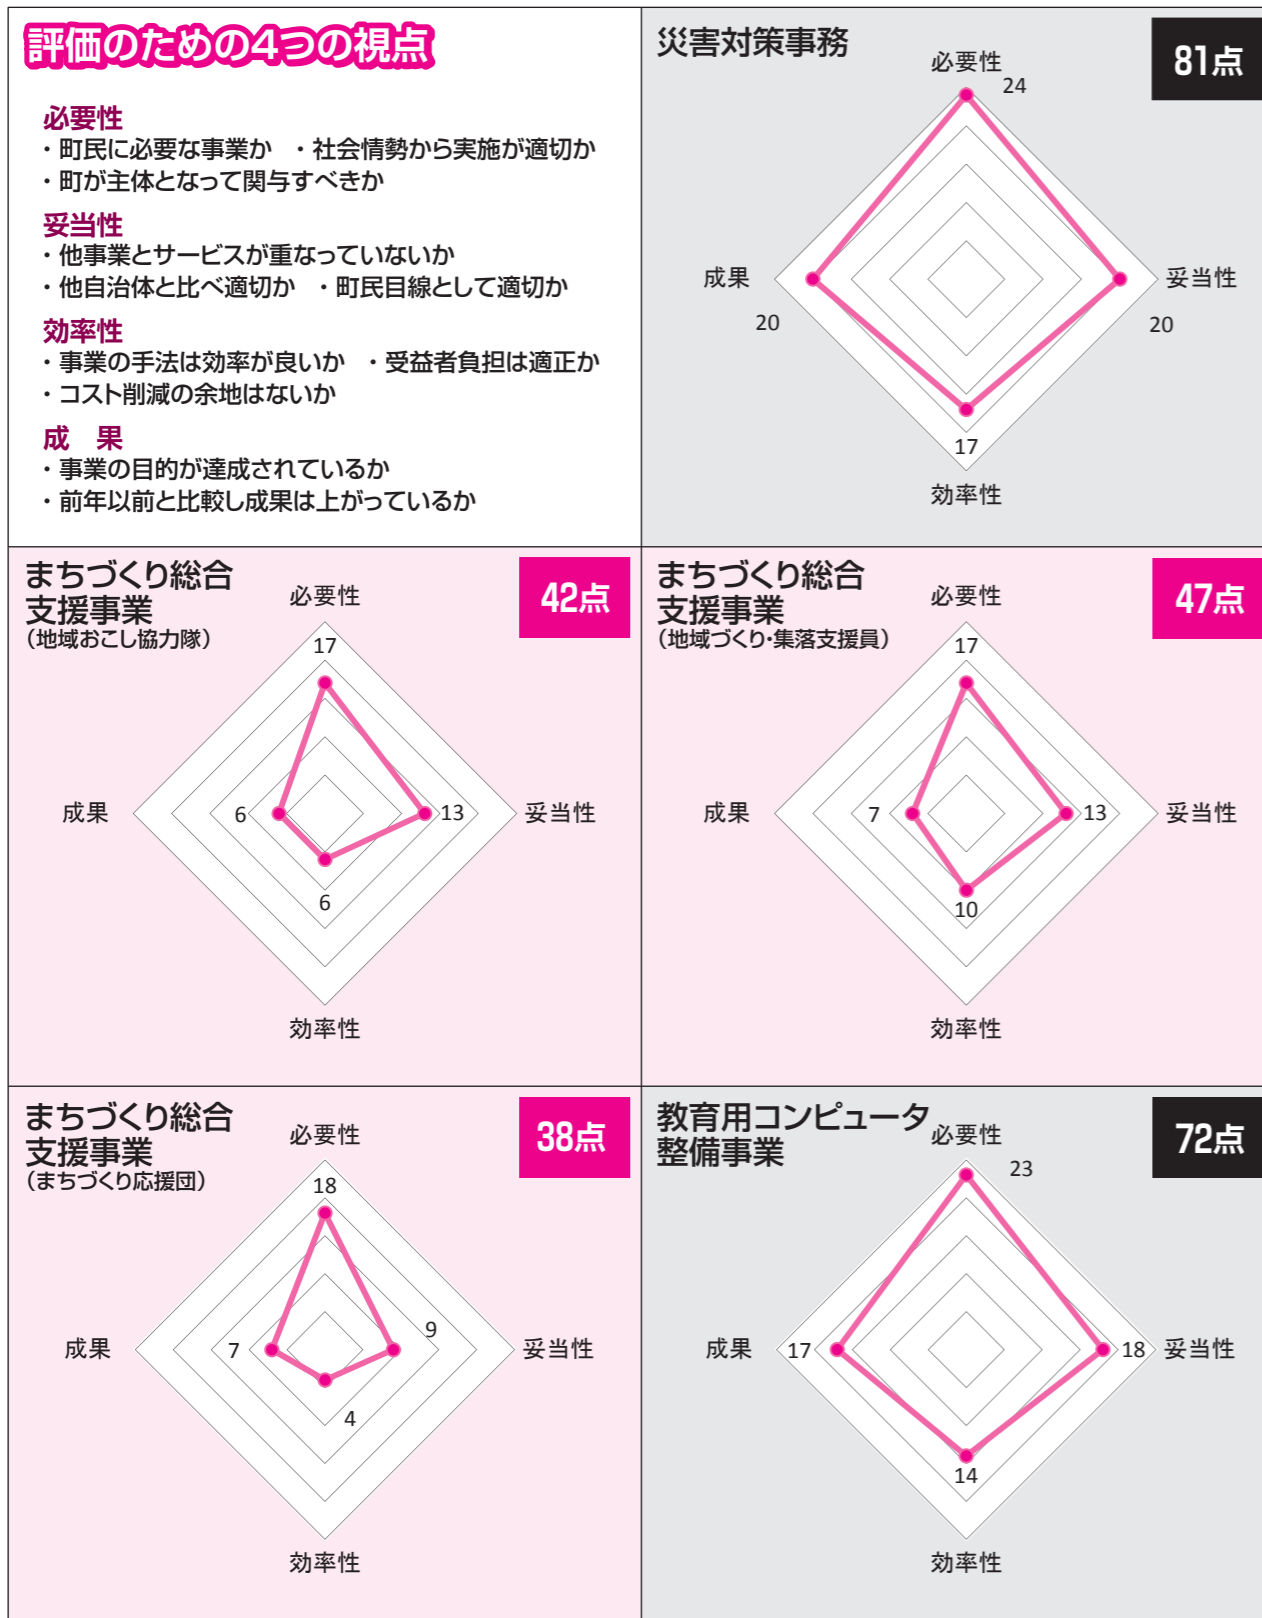 評価のための4つの視点
必要性
・町民に必要な事業か ・社会情勢から実施が適切か
・町が主体となって関与すべきか
妥当性
・他事業とサービスが重なっていないか
・他自治体と比べ適切か ・町民目線として適切か
効率性
・事業の手法は効率が良いか ・受益者負担は適正か
・コスト削減の余地はないか
成 果
・事業の目的が達成されているか
・前年以前と比較し成果は上がっているか
災害対策事務
81点
必要性
24
成果
20
妥当性
20
17
効率性
まちづくり総合
支援事業
(地域おこし協力隊)
42点
必要性
17
成果
6
13
妥当性
6
効率性
まちづくり総合
支援事業
(地域づくり・集落支援員)
47点
必要性
17
成果
7
13
妥当性
10
効率性
まちづくり総合
支援事業
(まちづくり応援団)
38点
必要性
18
成果
7
9
妥当性
4
効率性
教育用コンピュータ
整備事業
72点
必要性
23
成果
17
18
妥当性
14
効率性